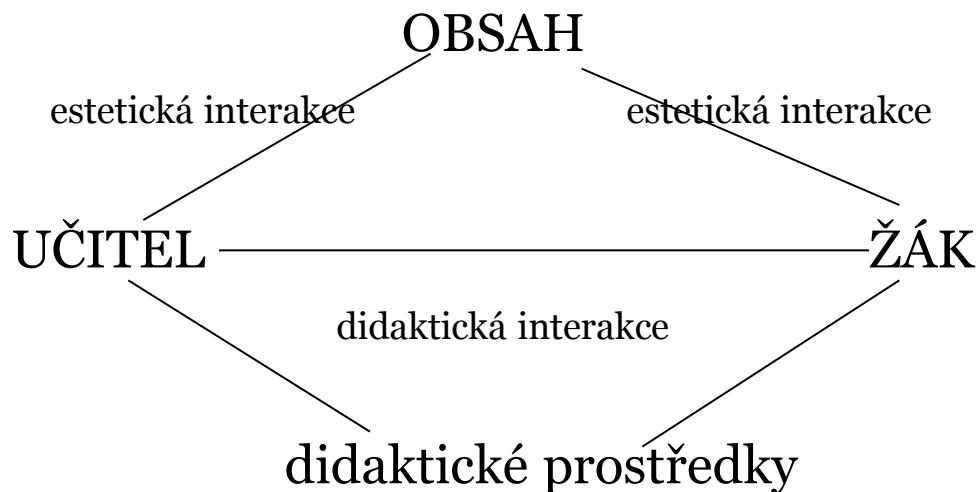 OBSAH
estetická interakce estetická interakce
UČITEL ŽÁK
didaktická interakce
didaktické prostředky